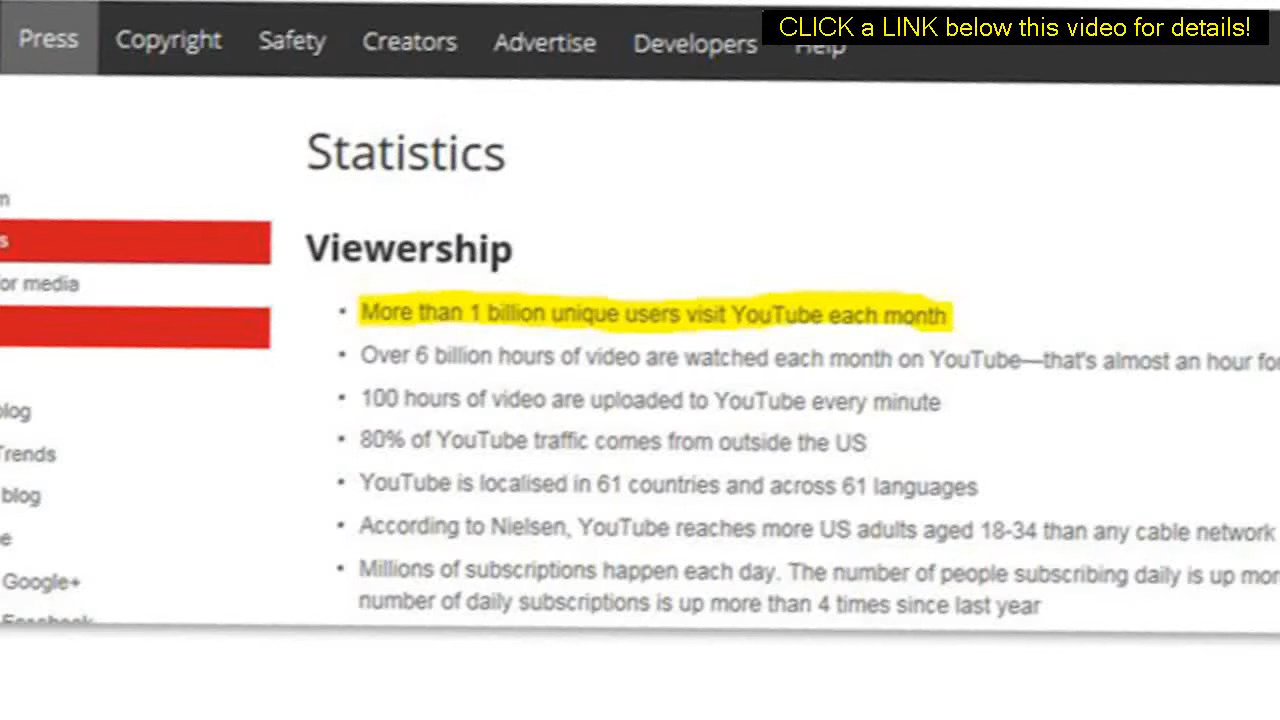 CLICK a LINK below this video for details!
Press Copyright Safety Creators Advertise Developers Help
Statistics
Viewership
• More than 1 billion unique users visit YouTube each month
• Over 6 billion hours of video are watched each month on YouTube—that's almost an hour for
• 100 hours of video are uploaded to YouTube every minute
• 80% of YouTube traffic comes from outside the US
• YouTube is localised in 61 countries and across 61 languages
• According to Nielsen, YouTube reaches more US adults aged 18-34 than any cable network
• Millions of subscriptions happen each day. The number of people subscribing daily is up mor
number of daily subscriptions is up more than 4 times since last year
m
s
for media
blog
Trends
blog
e
Google+
Facebook